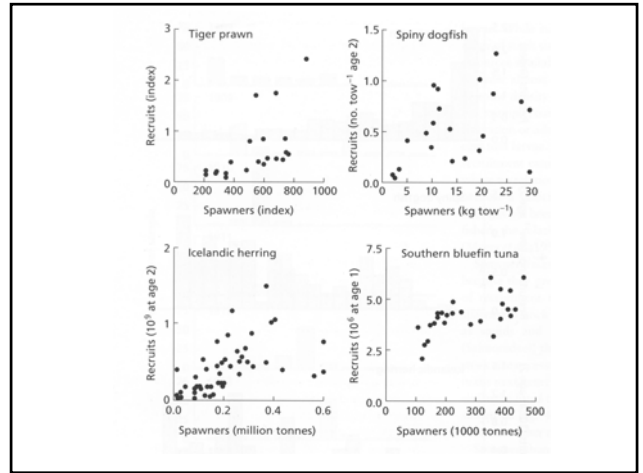 Tiger prawn
Recruits (index)
3
2
1
0
0 200 400 600 800 1000
Spawners (index)
Spiny dogfish
Recruits (no. tow⁻¹ age 2)
1.5
1.0
0.5
0.0
0 5 10 15 20 25 30
Spawners (kg tow⁻¹)
Icelandic herring
Recruits (10⁹ at age 2)
2
1
0
0.0 0.2 0.4 0.6
Spawners (million tonnes)
Southern bluefin tuna
Recruits (10⁶ at age 1)
7.5
5.0
2.5
0.0
0 100 200 300 400 500
Spawners (1000 tonnes)